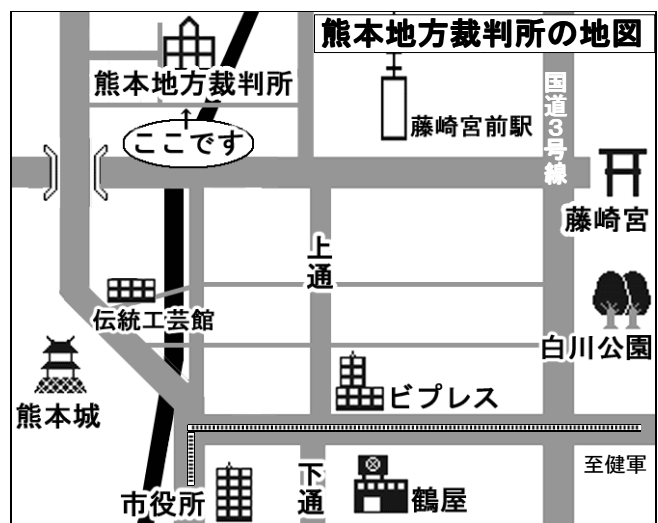 熊本地方裁判所の地図
熊本地方裁判所
↑
ここです
藤崎宮前駅
国道3号線
藤崎宮
上通
伝統工芸館
白川公園
熊本城
ビプレス
至健軍
市役所
下通
鶴屋